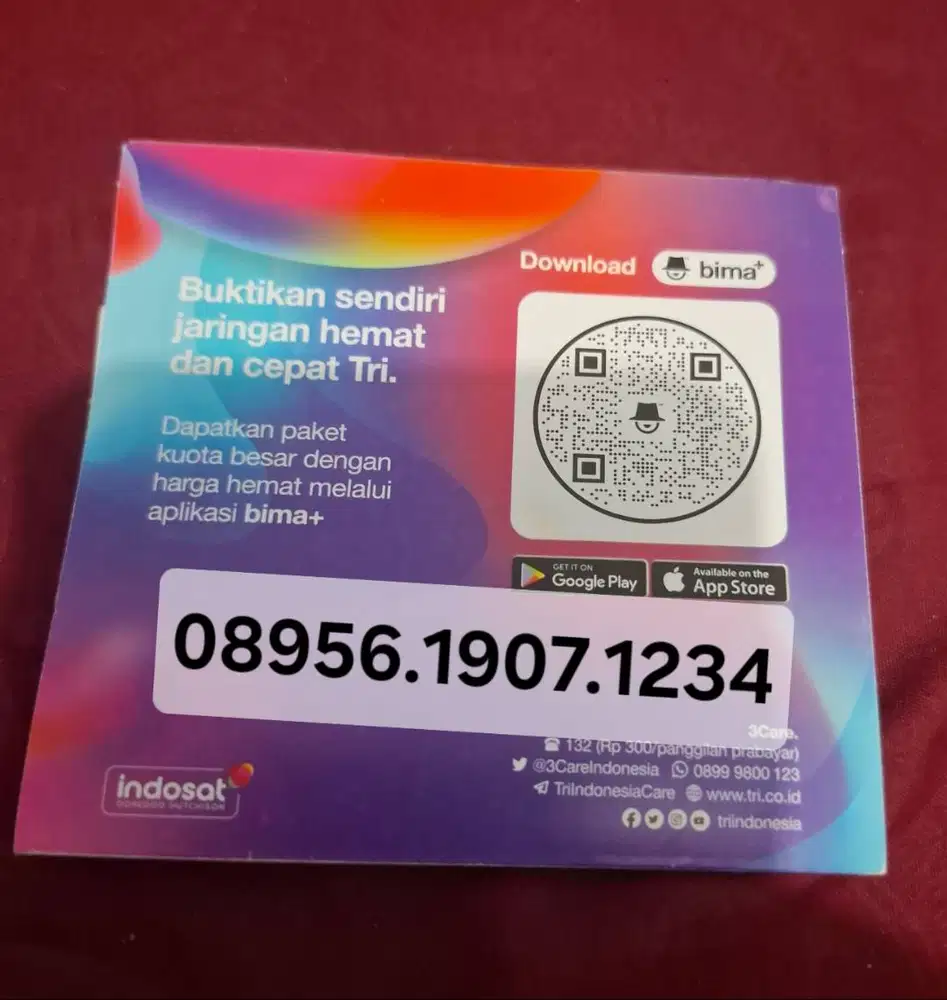 Buktikan sendiri
jaringan hemat
dan cepat Tri.
Dapatkan paket
kuota besar dengan
harga hemat melalui
aplikasi bima+
Download bima+
GET IT ON
Google Play
Available on the
App Store
08956.1907.1234
3Care.
132 (Rp 300/panggilan prabayar)
@3CareIndonesia 0899 9800 123
TriIndonesiaCare www.tri.co.id
triindonesia
indosat
OOREDOO HUTCHISON